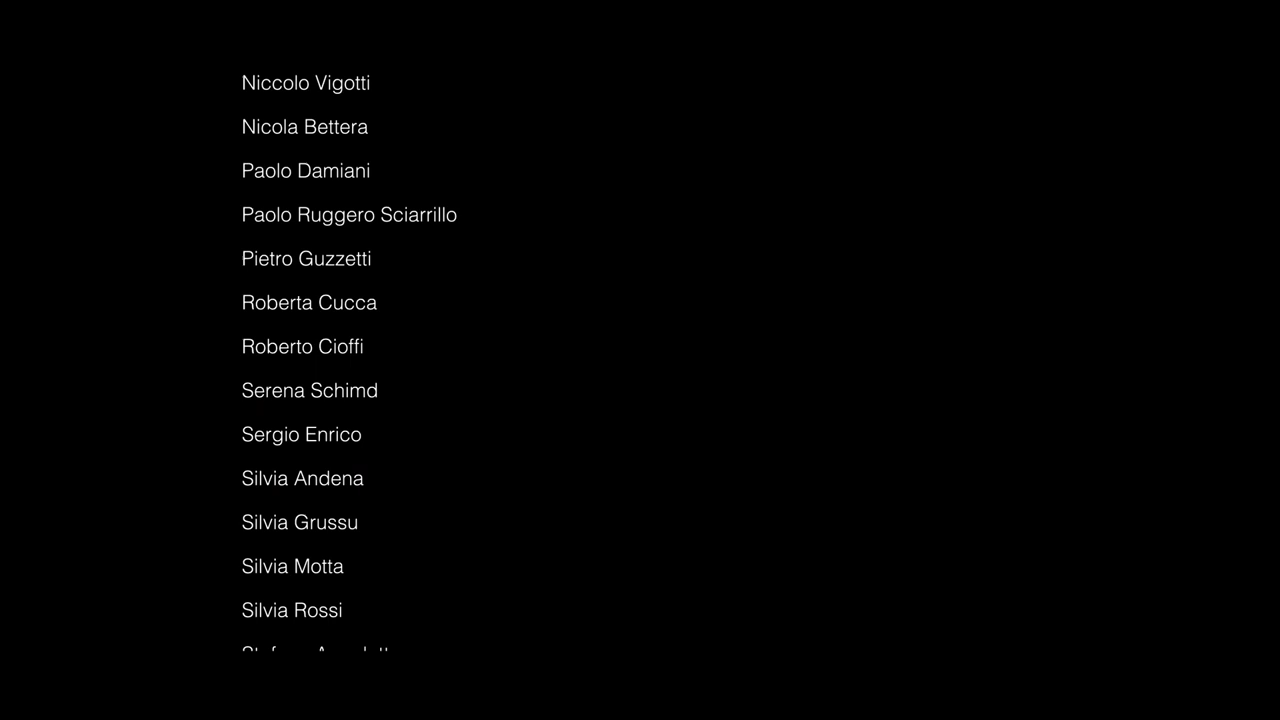 Niccolo Vigotti
Nicola Bettera
Paolo Damiani
Paolo Ruggero Sciarrillo
Pietro Guzzetti
Roberta Cucca
Roberto Cioffi
Serena Schimd
Sergio Enrico
Silvia Andena
Silvia Grussu
Silvia Motta
Silvia Rossi